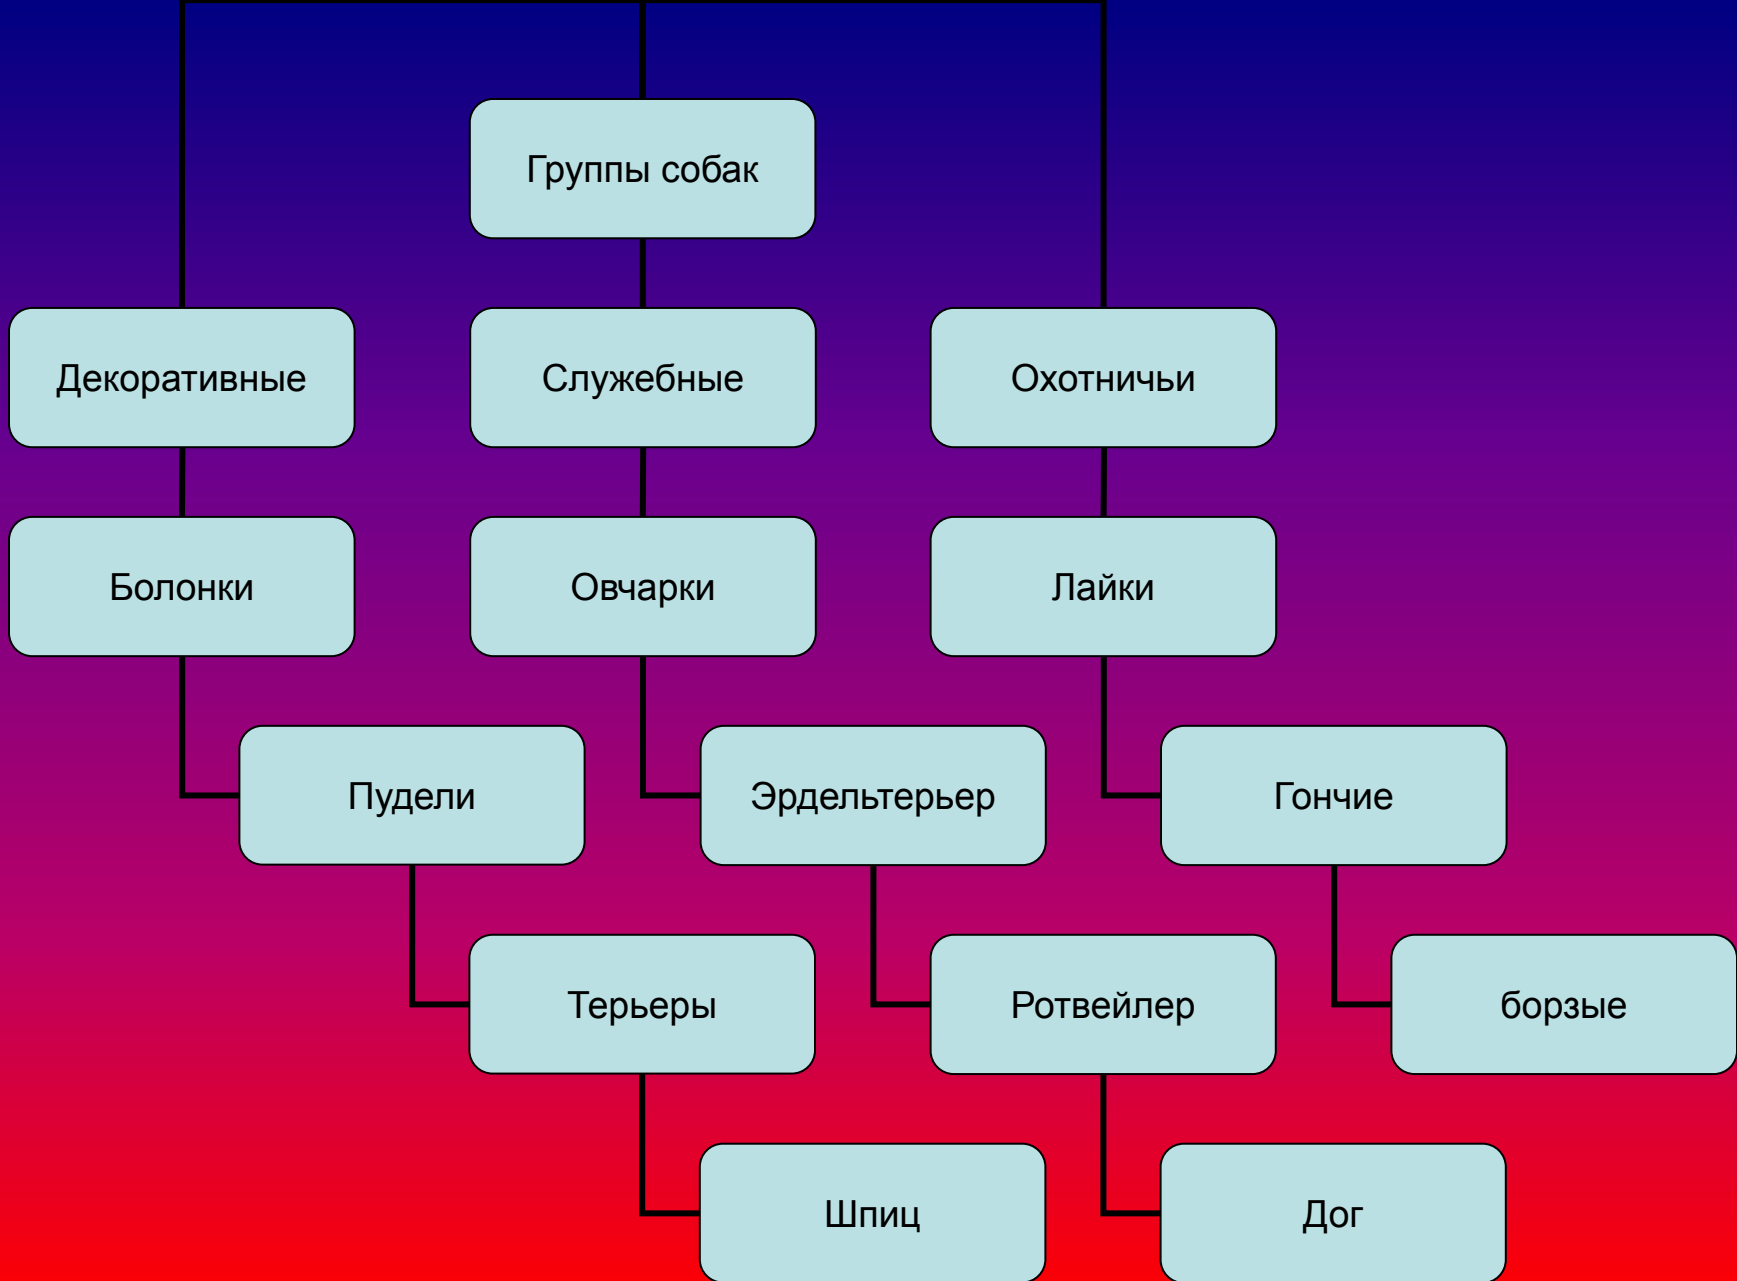 Группы собак
Декоративные
Служебные
Охотничьи
Болонки
Овчарки
Лайки
Пудели
Эрдельтерьер
Гончие
Терьеры
Ротвейлер
борзые
Шпиц
Дог